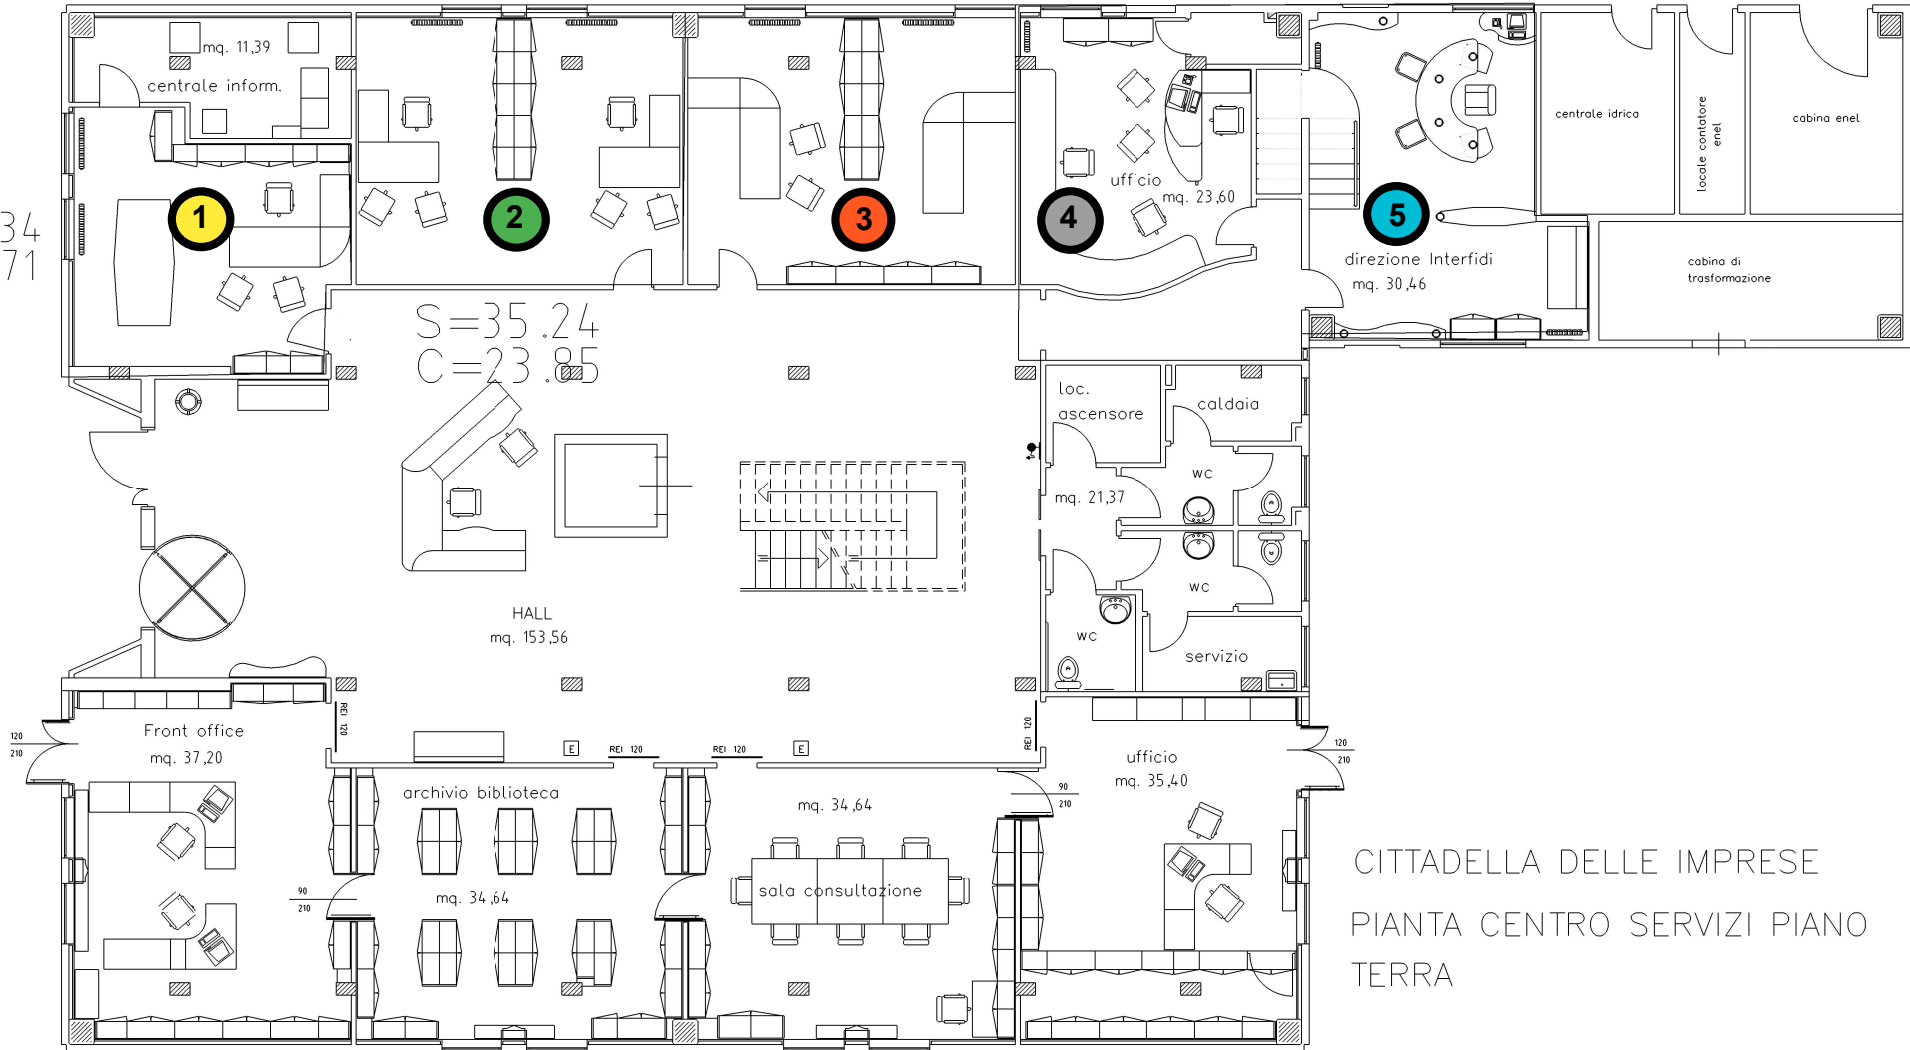 mq. 11,39
centrale inform.
1
2
3
4
5
ufficio
mq. 23,60
direzione Interfidi
mq. 30,46
centrale idrica
locale contatore
enel
cabina enel
cabina di
trasformazione
34
71
S=35.24
C=23.85
loc.
ascensore
caldaia
wc
mq. 21,37
wc
wc
servizio
HALL
mq. 153,56
REI 120
REI 120
REI 120
REI 120
E
E
Front office
mq. 37,20
120
210
archivio biblioteca
mq. 34,64
90
210
mq. 34,64
sala consultazione
90
210
ufficio
mq. 35,40
120
210
CITTADELLA DELLE IMPRESE
PIANTA CENTRO SERVIZI PIANO
TERRA